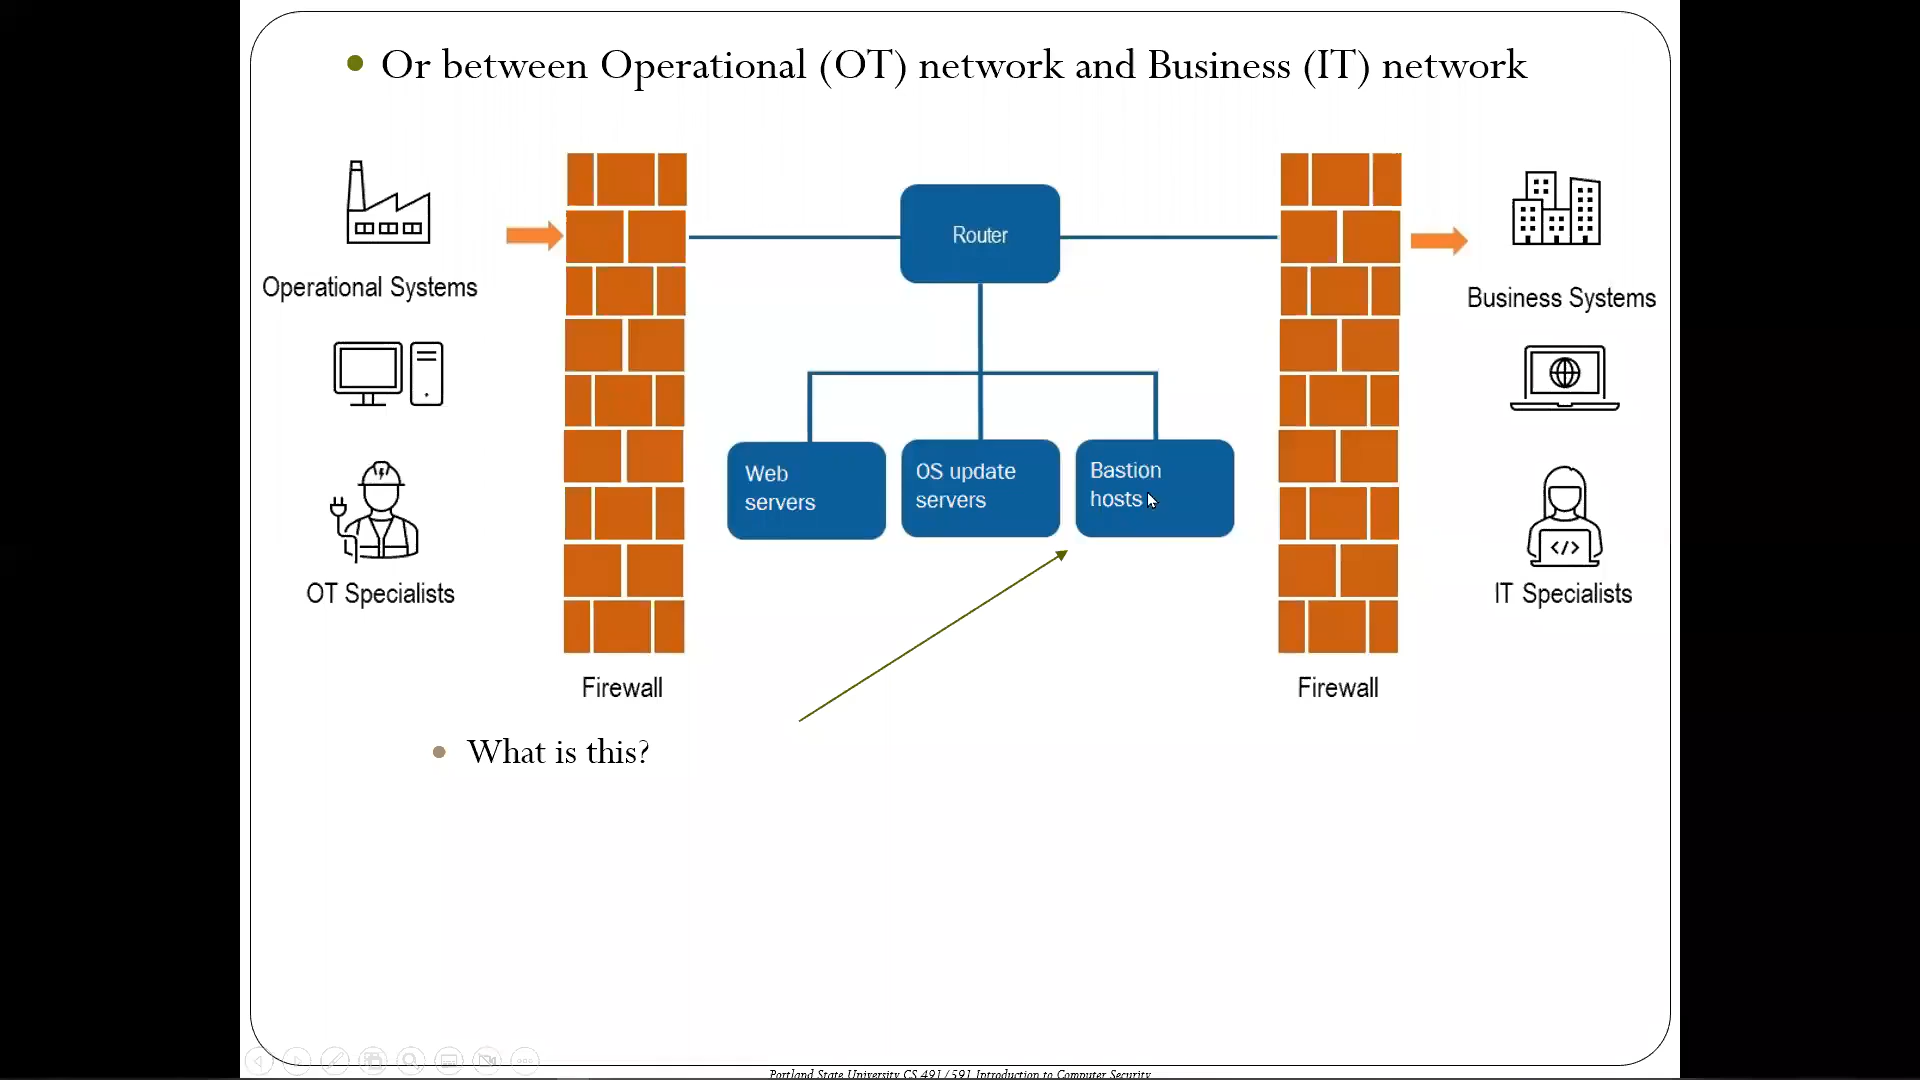 Or between Operational (OT) network and Business (IT) network
Router
Operational Systems
Business Systems
Web
servers
OS update
servers
Bastion
hosts
</>
OT Specialists
IT Specialists
Firewall
Firewall
What is this?
Portland State University CS 491/591 Introduction to Computer Security